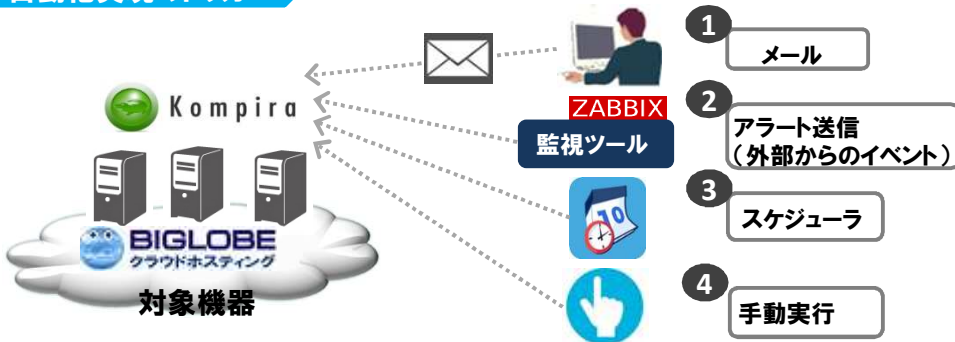 1
メール
Kompira
ZABBIX
監視ツール
2
アラート送信
（外部からのイベント）
10
3
スケジューラ
BIGLOBE
クラウドホスティング
対象機器
4
手動実行